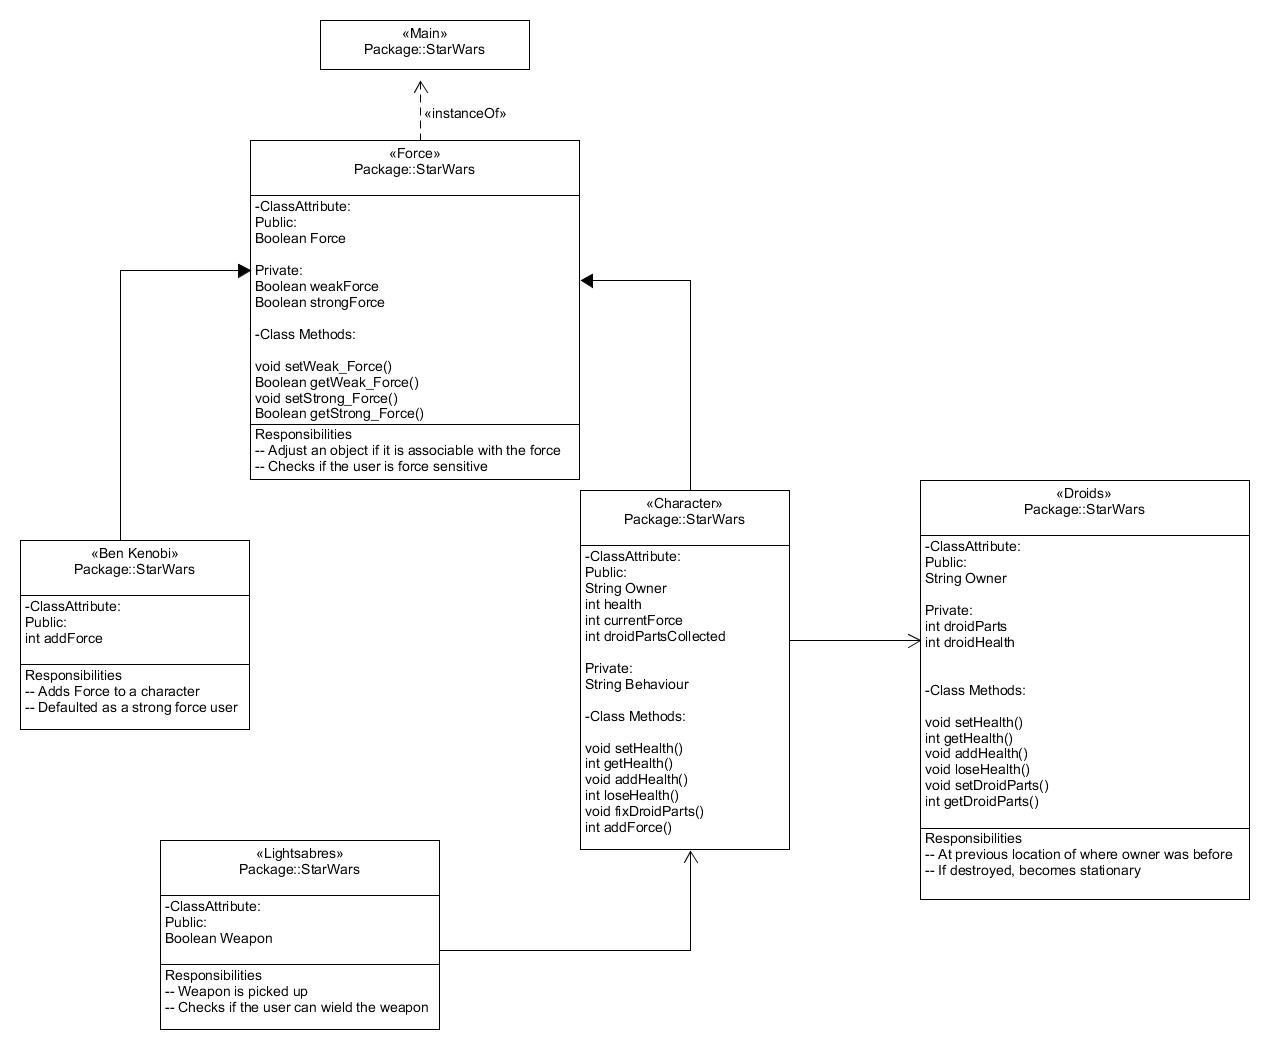 «Main»
Package::StarWars
«instanceOf»
«Force»
Package::StarWars
-ClassAttribute:
Public:
Boolean Force
Private:
Boolean weakForce
Boolean strongForce
-Class Methods:
void setWeak_Force()
Boolean getWeak_Force()
void setStrong_Force()
Boolean getStrong_Force()
Responsibilities
-- Adjust an object if it is associable with the force
-- Checks if the user is force sensitive
«Ben Kenobi»
Package::StarWars
-ClassAttribute:
Public:
int addForce
Responsibilities
-- Adds Force to a character
-- Defaulted as a strong force user
«Character»
Package::StarWars
-ClassAttribute:
Public:
String Owner
int health
int currentForce
int droidPartsCollected
Private:
String Behaviour
-Class Methods:
void setHealth()
int getHealth()
void addHealth()
int loseHealth()
void fixDroidParts()
int addForce()
«Droids»
Package::StarWars
-ClassAttribute:
Public:
String Owner
Private:
int droidParts
int droidHealth
-Class Methods:
void setHealth()
int getHealth()
void addHealth()
void loseHealth()
void setDroidParts()
int getDroidParts()
Responsibilities
-- At previous location of where owner was before
-- If destroyed, becomes stationary
«Lightsabres»
Package::StarWars
-ClassAttribute:
Public:
Boolean Weapon
Responsibilities
-- Weapon is picked up
-- Checks if the user can wield the weapon